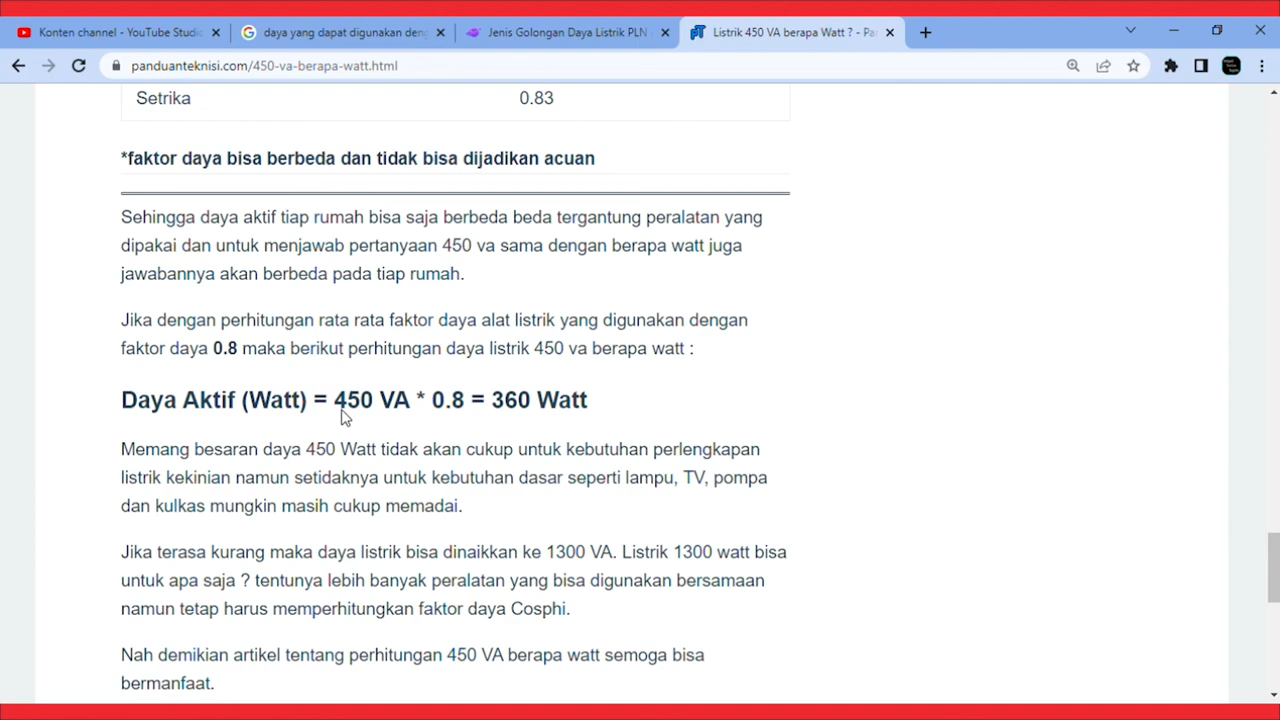 Konten channel - YouTube Studio
daya yang dapat digunakan deng
Jenis Golongan Daya Listrik PLN
Listrik 450 VA berapa Watt ? - Pa
panduanteknisi.com/450-va-berapa-watt.html
Setrika 0.83
*faktor daya bisa berbeda dan tidak bisa dijadikan acuan
Sehingga daya aktif tiap rumah bisa saja berbeda beda tergantung peralatan yang
dipakai dan untuk menjawab pertanyaan 450 va sama dengan berapa watt juga
jawabannya akan berbeda pada tiap rumah.
Jika dengan perhitungan rata rata faktor daya alat listrik yang digunakan dengan
faktor daya 0.8 maka berikut perhitungan daya listrik 450 va berapa watt :
Daya Aktif (Watt) = 450 VA * 0.8 = 360 Watt
Memang besaran daya 450 Watt tidak akan cukup untuk kebutuhan perlengkapan
listrik kekinian namun setidaknya untuk kebutuhan dasar seperti lampu, TV, pompa
dan kulkas mungkin masih cukup memadai.
Jika terasa kurang maka daya listrik bisa dinaikkan ke 1300 VA. Listrik 1300 watt bisa
untuk apa saja ? tentunya lebih banyak peralatan yang bisa digunakan bersamaan
namun tetap harus memperhitungkan faktor daya Cosphi.
Nah demikian artikel tentang perhitungan 450 VA berapa watt semoga bisa
bermanfaat.